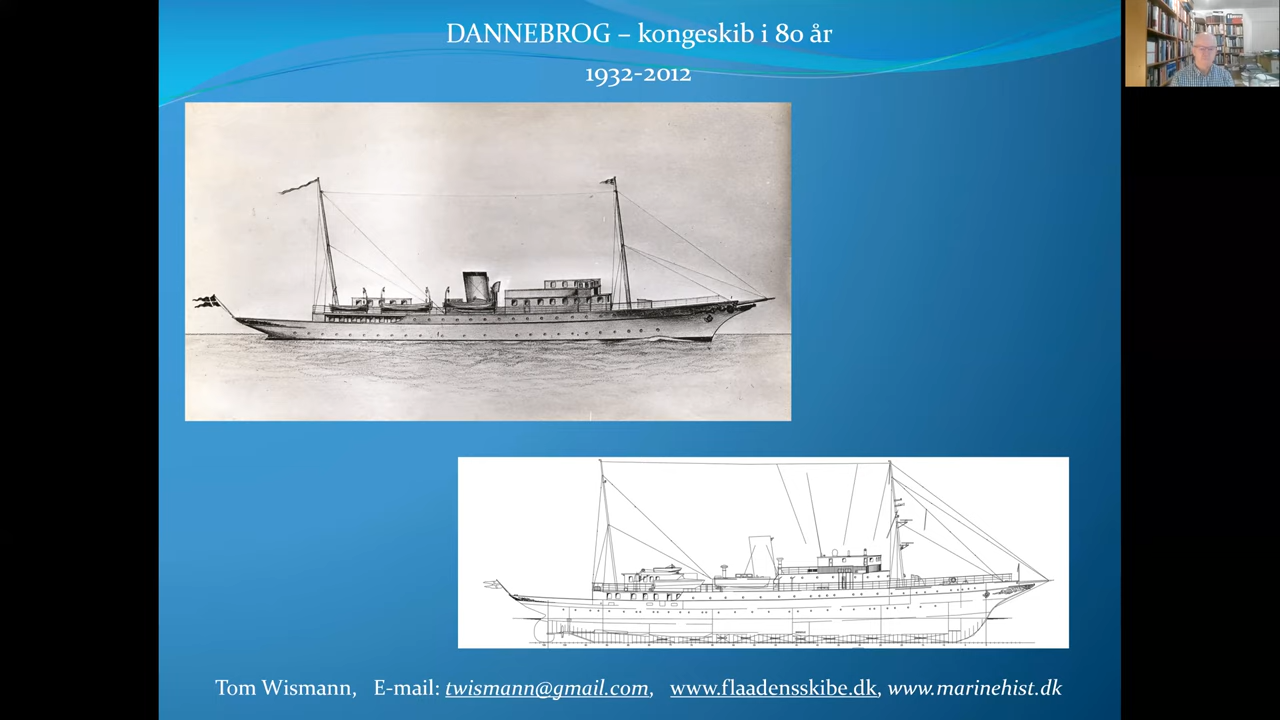 DANNEBROG – kongeskib i 80 år
1932-2012
Tom Wismann, E-mail: twismann@gmail.com, www.flaadensskibe.dk, www.marinehist.dk